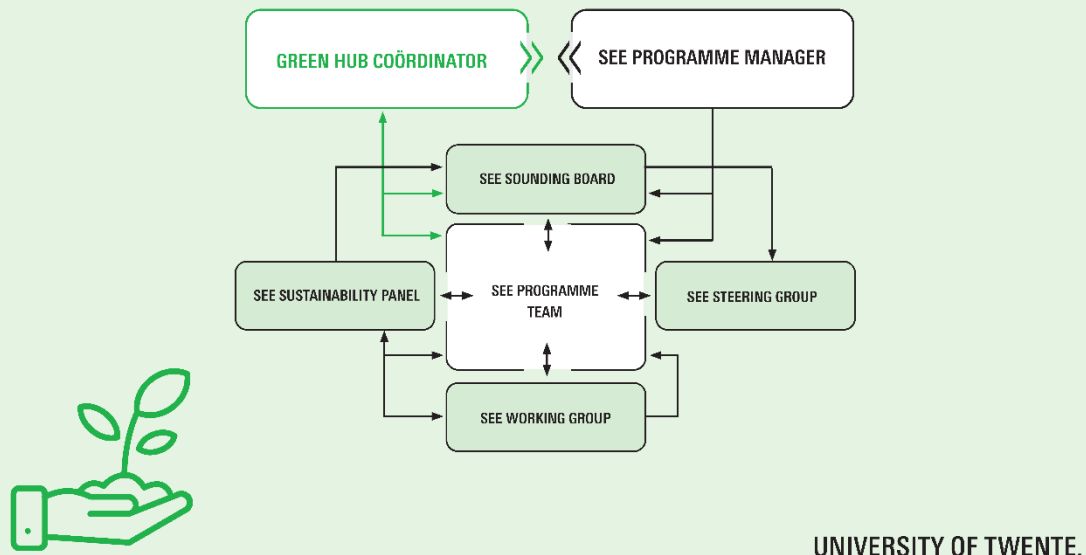 GREEN HUB COÖRDINATOR
SEE PROGRAMME MANAGER
SEE SOUNDING BOARD
SEE SUSTAINABILITY PANEL
SEE PROGRAMME
TEAM
SEE STEERING GROUP
SEE WORKING GROUP
UNIVERSITY OF TWENTE.